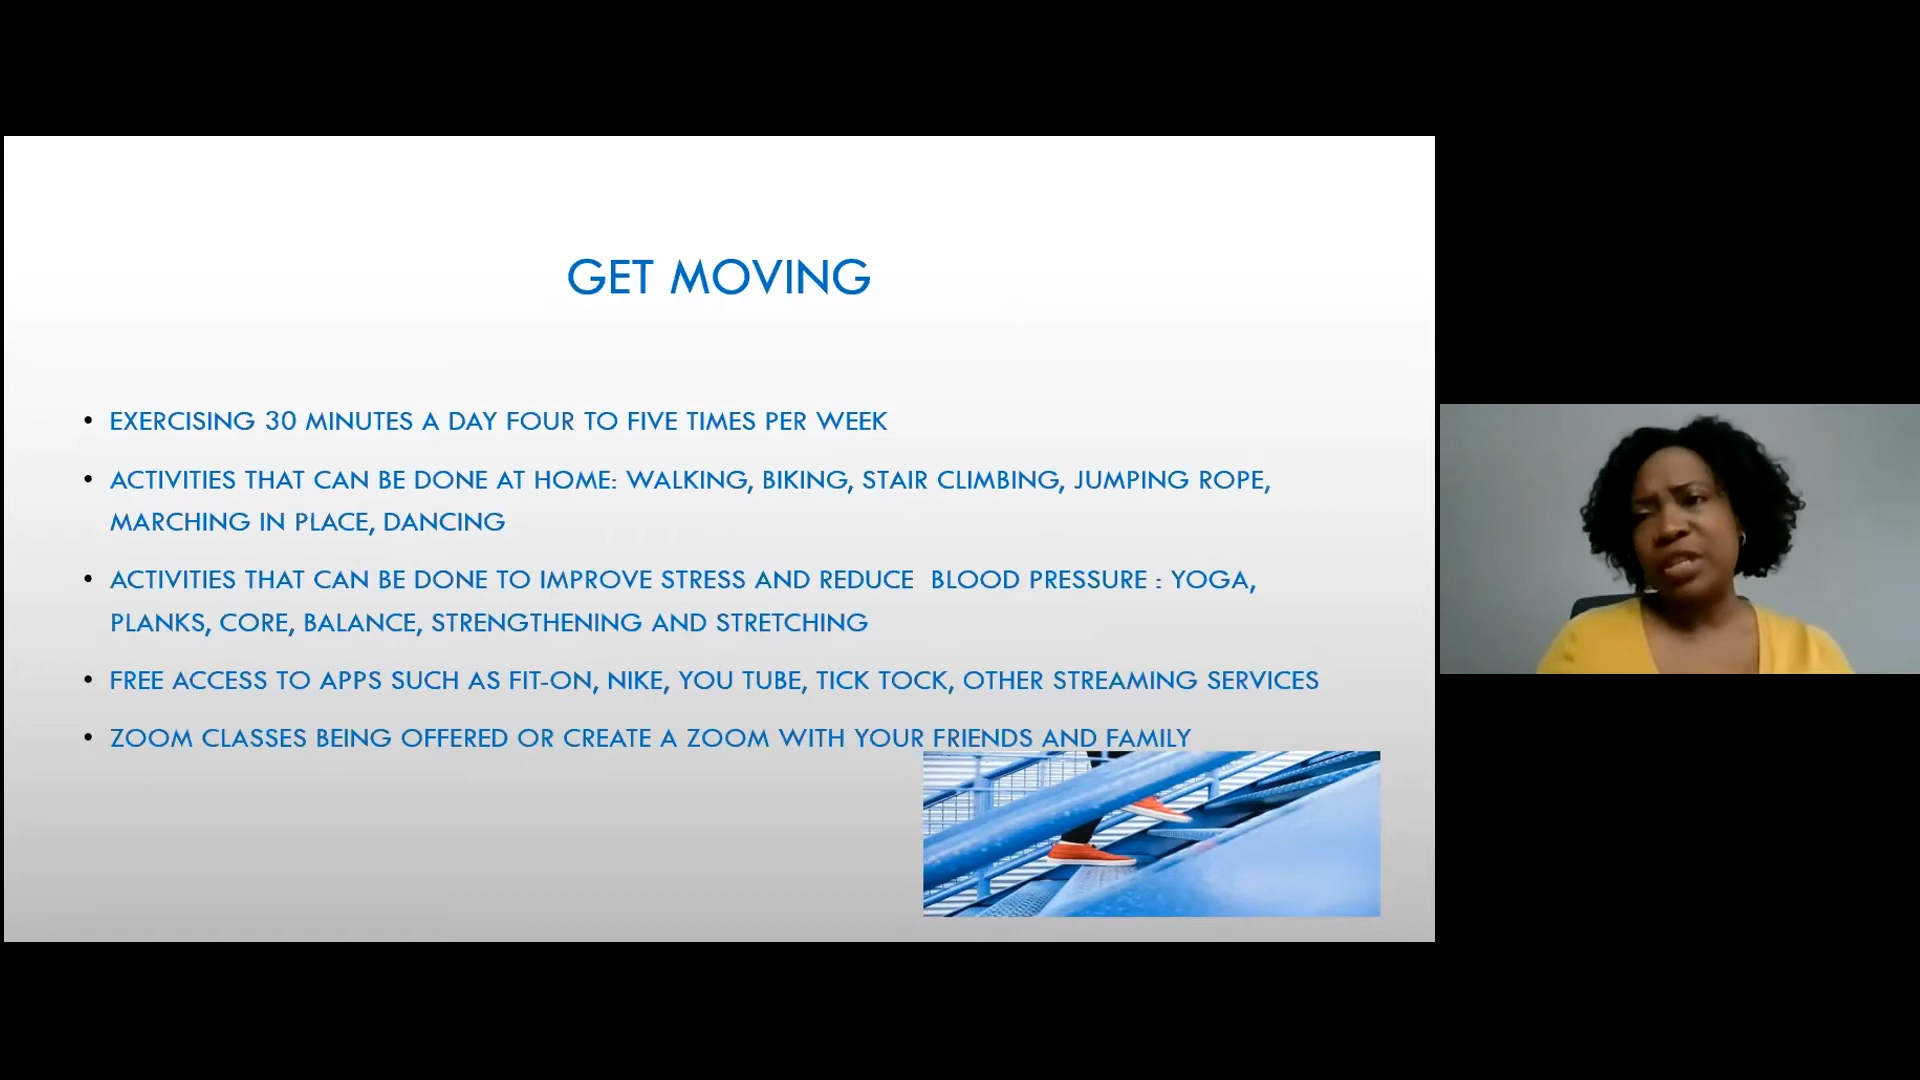 GET MOVING
• EXERCISING 30 MINUTES A DAY FOUR TO FIVE TIMES PER WEEK
• ACTIVITIES THAT CAN BE DONE AT HOME: WALKING, BIKING, STAIR CLIMBING, JUMPING ROPE,
MARCHING IN PLACE, DANCING
• ACTIVITIES THAT CAN BE DONE TO IMPROVE STRESS AND REDUCE  BLOOD PRESSURE : YOGA,
PLANKS, CORE, BALANCE, STRENGTHENING AND STRETCHING
• FREE ACCESS TO APPS SUCH AS FIT-ON, NIKE, YOU TUBE, TICK TOCK, OTHER STREAMING SERVICES
• ZOOM CLASSES BEING OFFERED OR CREATE A ZOOM WITH YOUR FRIENDS AND FAMILY